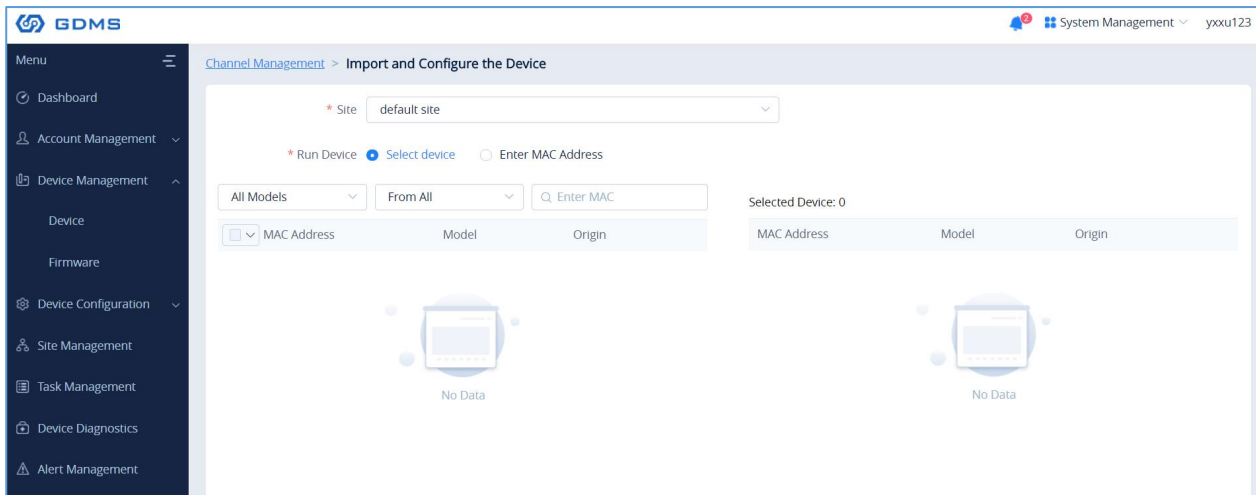 GDMS
2
System Management
yxxu123
Menu
Channel Management > Import and Configure the Device
Dashboard
* Site default site
Account Management
* Run Device Select device Enter MAC Address
Device Management
All Models From All Enter MAC
Selected Device: 0
Device
MAC Address Model Origin
MAC Address Model Origin
Firmware
Device Configuration
Site Management
Task Management
No Data
No Data
Device Diagnostics
Alert Management